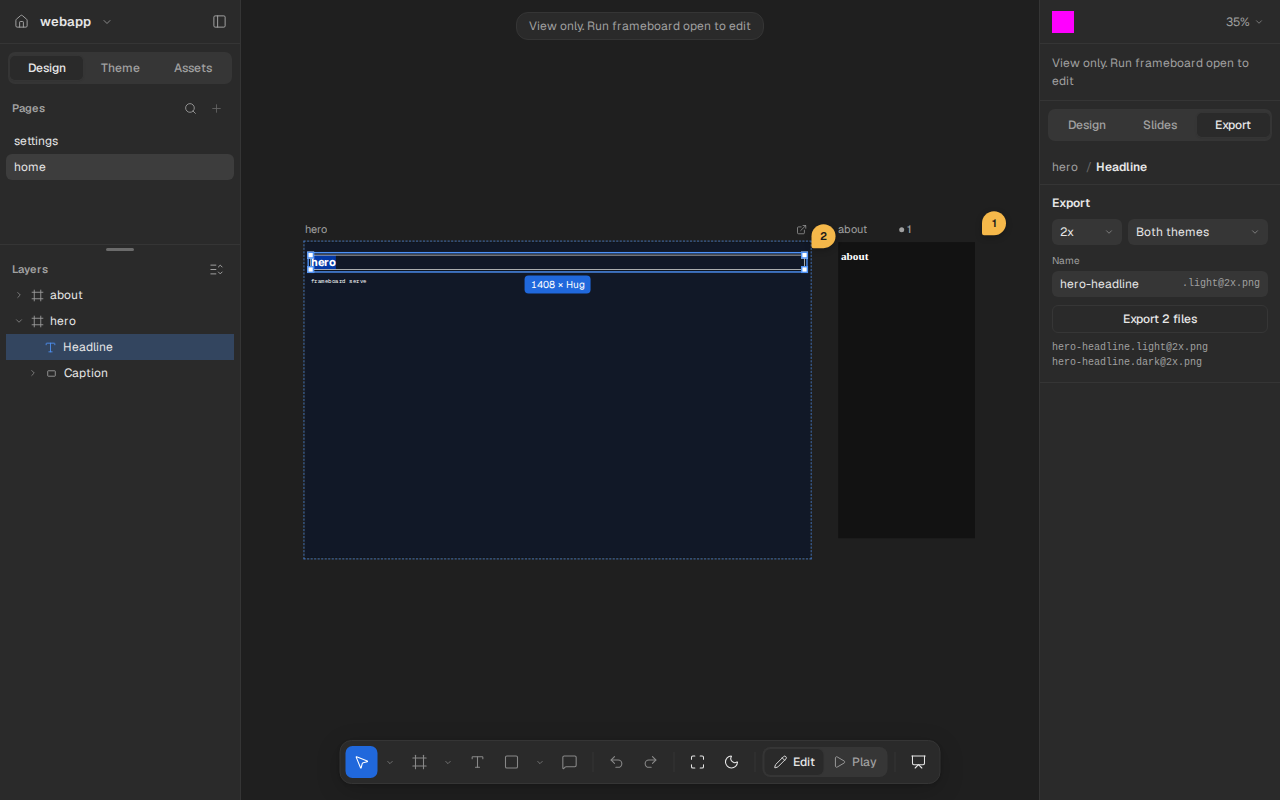 webapp
Design
Theme
Assets
Pages
settings
home
Layers
about
hero
Headline
Caption
View only. Run frameboard open to edit
hero
2
about
1
1
hero
frameboard serve
1408 × Hug
about
Edit
Play
35%
View only. Run frameboard open to
edit
Design
Slides
Export
hero / Headline
Export
2x
Both themes
Name
hero-headline
.light@2x.png
Export 2 files
hero-headline.light@2x.png
hero-headline.dark@2x.png